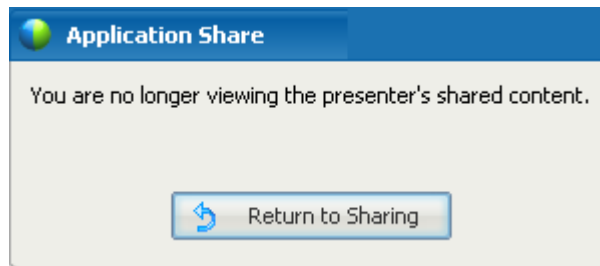 Application Share
You are no longer viewing the presenter's shared content.
Return to Sharing